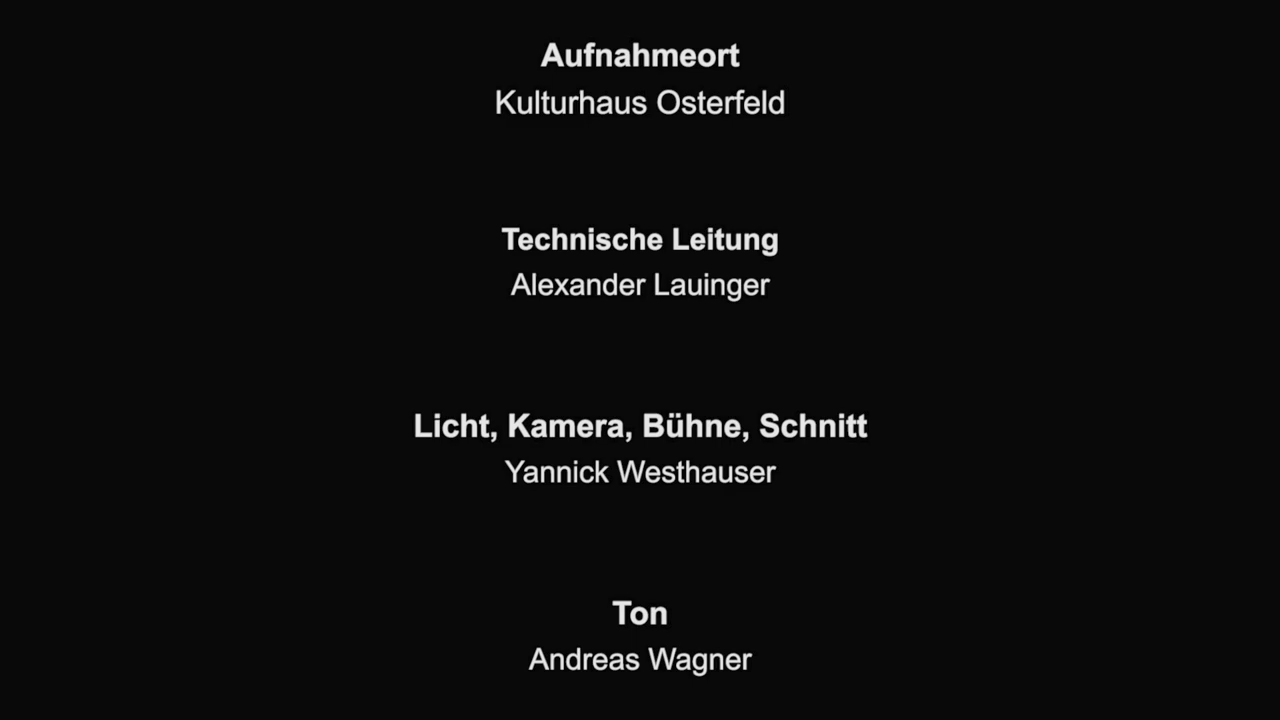 Aufnahmeort
Kulturhaus Osterfeld
Technische Leitung
Alexander Lauinger
Licht, Kamera, Bühne, Schnitt
Yannick Westhauser
Ton
Andreas Wagner